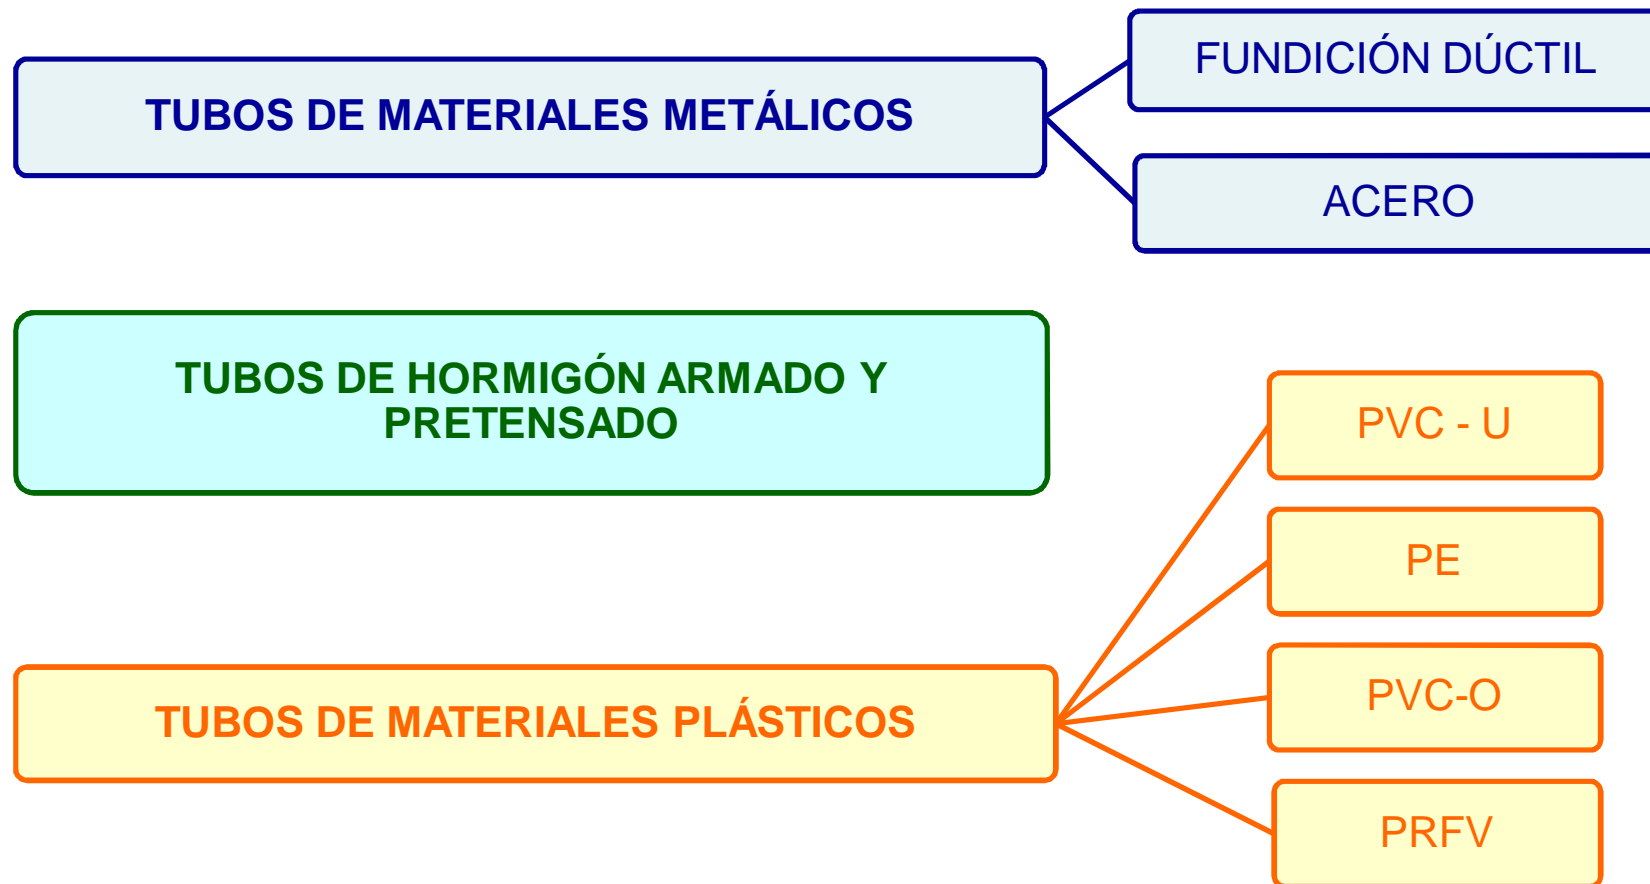 TUBOS DE MATERIALES METÁLICOS
FUNDICIÓN DÚCTIL
ACERO
TUBOS DE HORMIGÓN ARMADO Y
PRETENSADO
TUBOS DE MATERIALES PLÁSTICOS
PVC - U
PE
PVC-O
PRFV